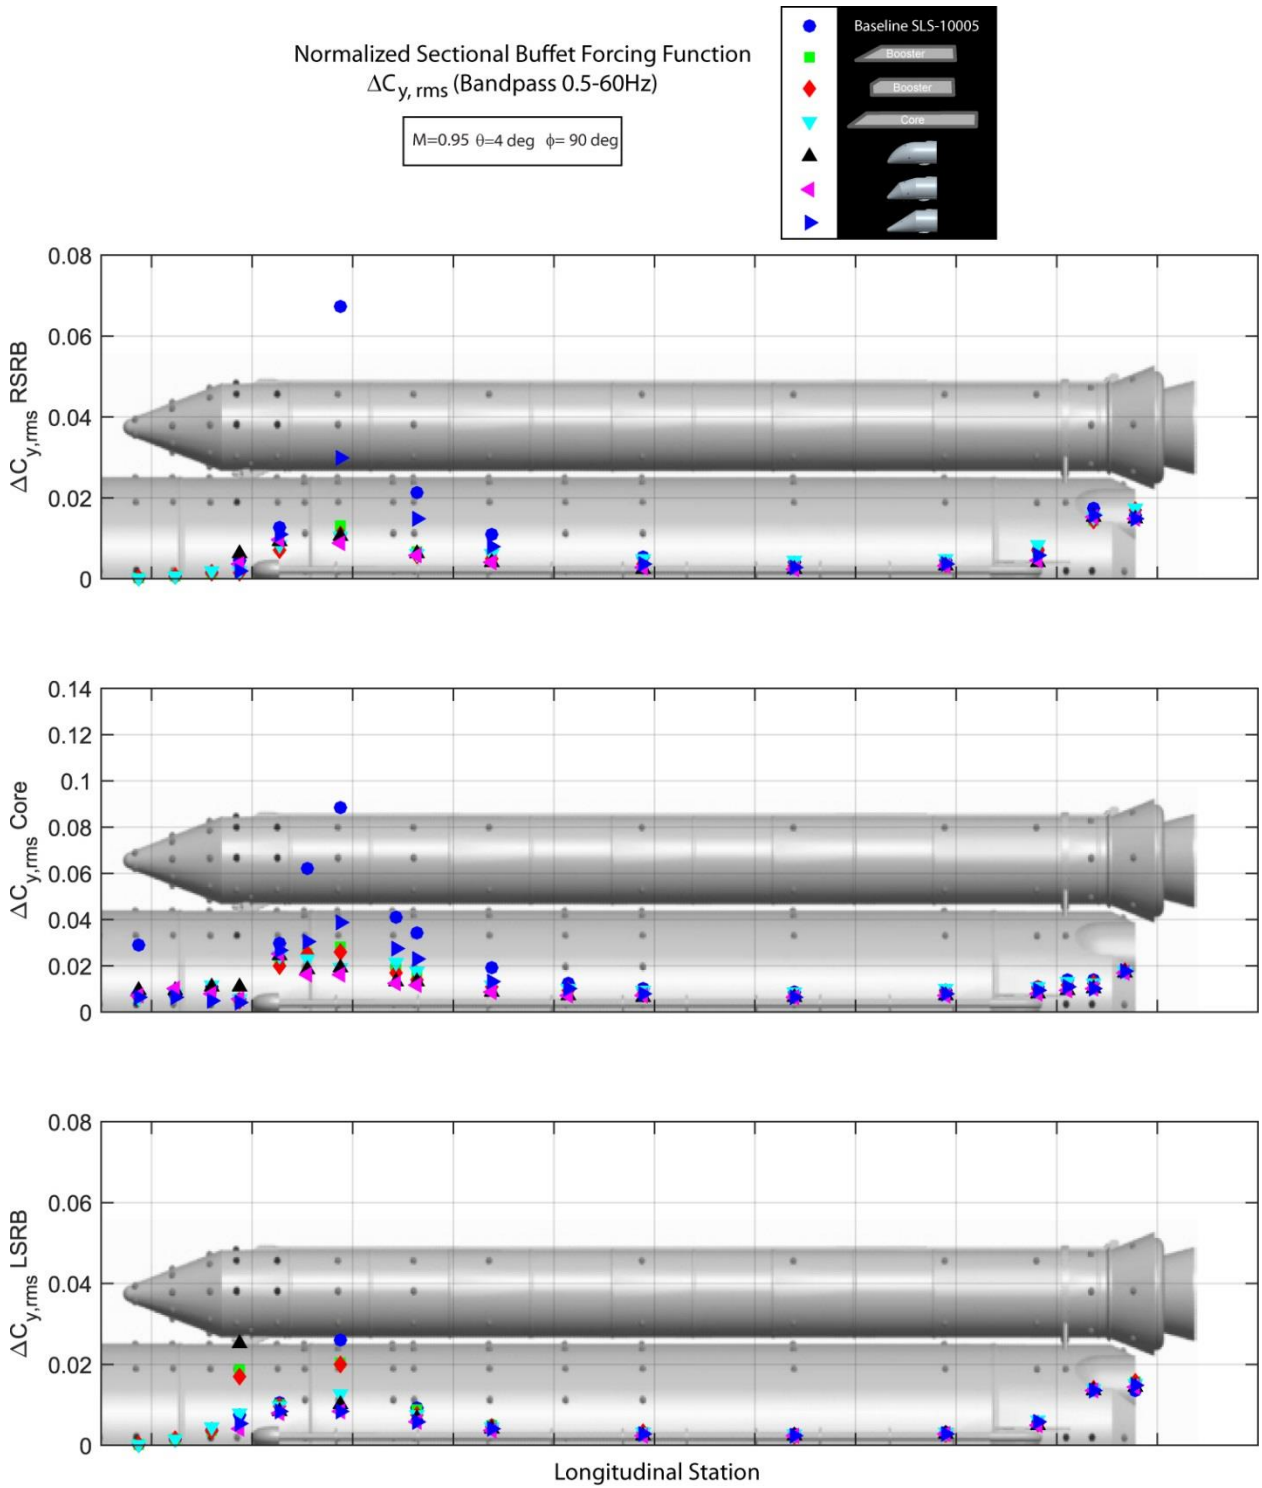 Normalized Sectional Buffet Forcing Function
ΔCy, rms (Bandpass 0.5-60Hz)
M=0.95 θ=4 deg ϕ= 90 deg
Baseline SLS-10005
Booster
Booster
Core
0.08
0.06
0.04
0.02
0
ΔCy,rms RSRB
0.14
0.12
0.1
0.08
0.06
0.04
0.02
0
ΔCy,rms Core
0.08
0.06
0.04
0.02
0
ΔCy,rms LSRB
Longitudinal Station